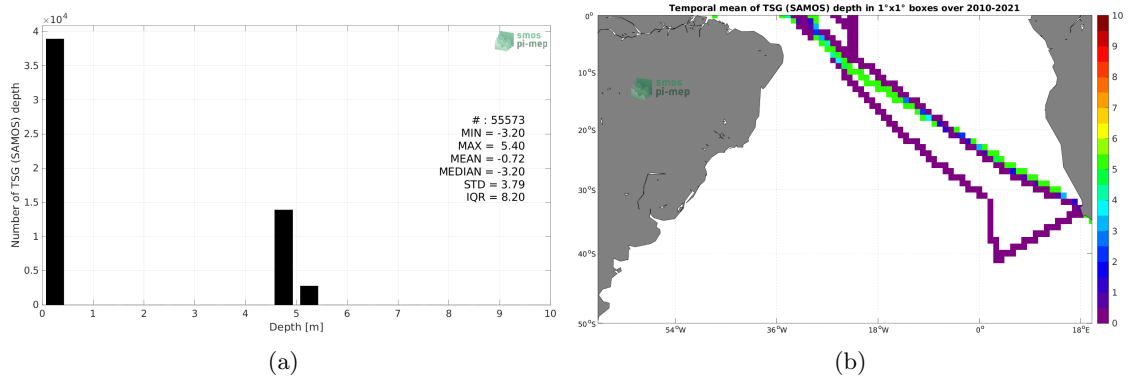 ×10⁴
4
3.5
3
2.5
2
1.5
1
0.5
0
Number of TSG (SAMOS) depth
smos
pi-mep
# : 55573
MIN = -3.20
MAX = 5.40
MEAN = -0.72
MEDIAN = -3.20
STD = 3.79
IQR = 8.20
0 1 2 3 4 5 6 7 8 9 10
Depth [m]
(a)
Temporal mean of TSG (SAMOS) depth in 1°x1° boxes over 2010-2021
0°
10°S
20°S
30°S
40°S
50°S
smos
pi-mep
54°W 36°W 18°W 0° 18°E
10
9
8
7
6
5
4
3
2
1
0
(b)